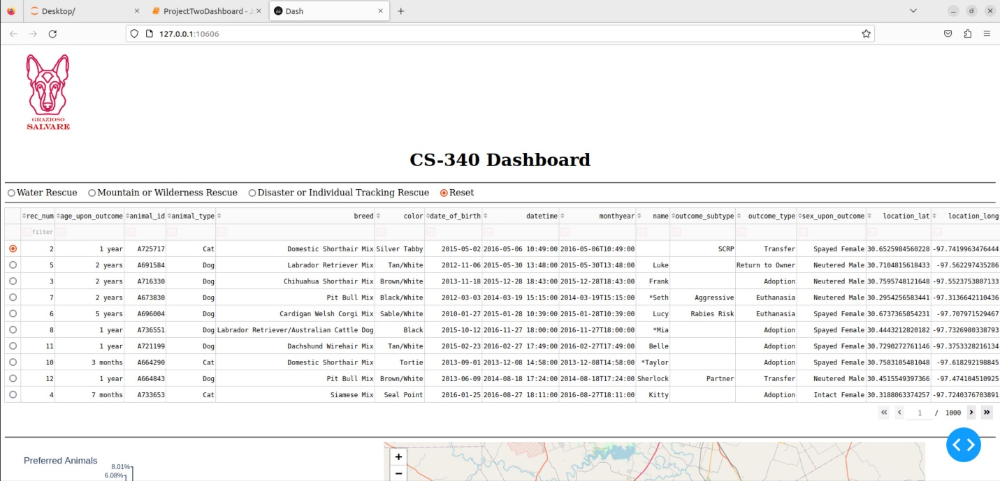 Desktop/ ProjectTwoDashboard - J Dash
127.0.0.1:10606
GRAZIOSO
SALVARE
CS-340 Dashboard
Water Rescue Mountain or Wilderness Rescue Disaster or Individual Tracking Rescue Reset
rec_num age_upon_outcome animal_id animal_type breed color date_of_birth datetime monthyear name outcome_subtype outcome_type sex_upon_outcome location_lat location_long
filter
2 1 year A725717 Cat Domestic Shorthair Mix Silver Tabby 2015-05-02 2016-05-06 10:49:00 2016-05-06T10:49:00 SCRP Transfer Spayed Female 30.6525984560228 -97.7419963476444
5 2 years A691584 Dog Labrador Retriever Mix Tan/White 2012-11-06 2015-05-30 13:48:00 2015-05-30T13:48:00 Luke Return to Owner Neutered Male 30.7104815618433 -97.562297435286
3 2 years A716330 Dog Chihuahua Shorthair Mix Brown/White 2013-11-18 2015-12-28 18:43:00 2015-12-28T18:43:00 Frank Adoption Neutered Male 30.7595748121648 -97.5523753807133
7 2 years A673830 Dog Pit Bull Mix Black/White 2012-03-03 2014-03-19 15:15:00 2014-03-19T15:15:00 *Seth Aggressive Euthanasia Neutered Male 30.2954256583441 -97.3136642110436
6 5 years A696004 Dog Cardigan Welsh Corgi Mix Sable/White 2010-01-27 2015-01-28 10:39:00 2015-01-28T10:39:00 Lucy Rabies Risk Euthanasia Spayed Female 30.6737365854231 -97.707971529467
8 1 year A736551 Dog Labrador Retriever/Australian Cattle Dog Black 2015-10-12 2016-11-27 18:00:00 2016-11-27T18:00:00 *Mia Adoption Spayed Female 30.4443212820182 -97.7326980338793
11 1 year A721199 Dog Dachshund Wirehair Mix Tan/White 2015-02-23 2016-02-27 17:49:00 2016-02-27T17:49:00 Belle Adoption Spayed Female 30.7290272761146 -97.3753328216134
10 3 months A664290 Cat Domestic Shorthair Mix Tortie 2013-09-01 2013-12-08 14:58:00 2013-12-08T14:58:00 *Taylor Adoption Spayed Female 30.7583105481048 -97.618292198845
12 1 year A664843 Dog Pit Bull Mix Brown/White 2013-06-09 2014-08-18 17:24:00 2014-08-18T17:24:00 Sherlock Partner Transfer Neutered Male 30.4515549397366 -97.474104510925
4 7 months A733653 Cat Siamese Mix Seal Point 2016-01-25 2016-08-27 18:11:00 2016-08-27T18:11:00 Kitty Adoption Intact Female 30.3188063374257 -97.7240376703891
1 / 1000
Preferred Animals
8.01%
6.08%
+
−